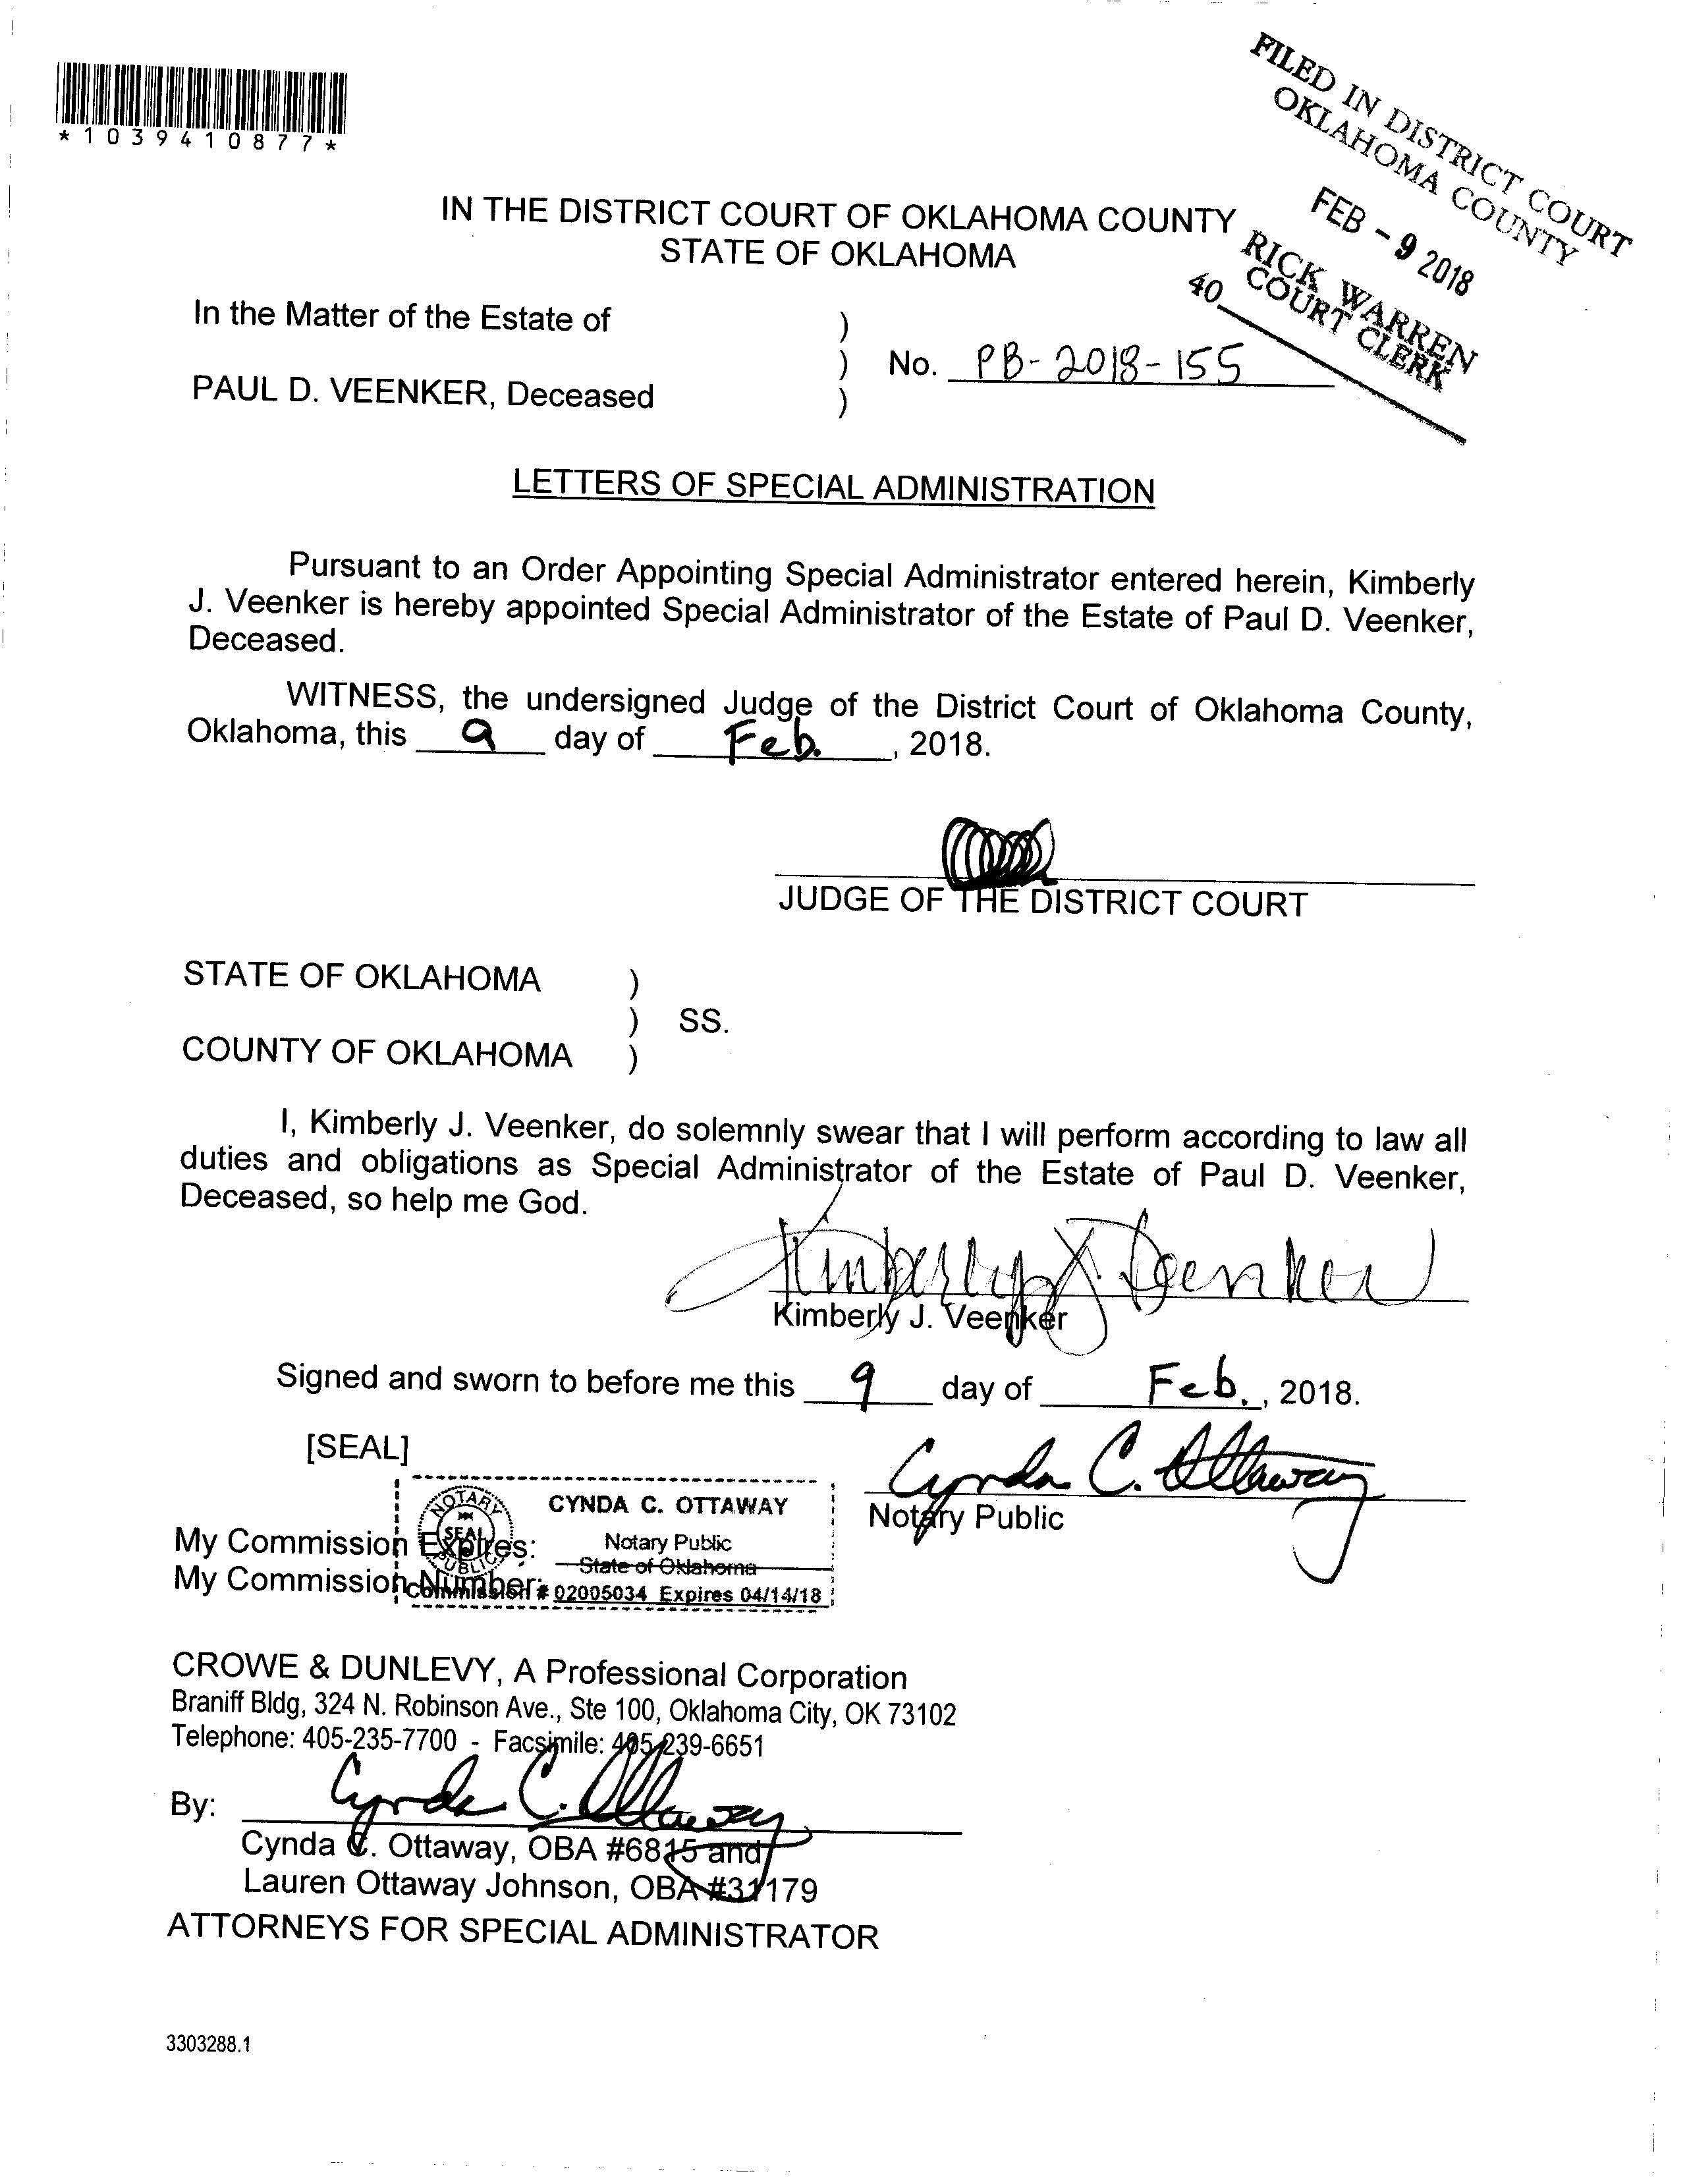 *1039410877*
FILED IN DISTRICT COURT
OKLAHOMA COUNTY
FEB - 9 2018
RICK WARREN
COURT CLERK
40
IN THE DISTRICT COURT OF OKLAHOMA COUNTY
STATE OF OKLAHOMA
In the Matter of the Estate of )
) No. PB-2018-155
PAUL D. VEENKER, Deceased )
LETTERS OF SPECIAL ADMINISTRATION
Pursuant to an Order Appointing Special Administrator entered herein, Kimberly
J. Veenker is hereby appointed Special Administrator of the Estate of Paul D. Veenker,
Deceased.
WITNESS, the undersigned Judge of the District Court of Oklahoma County,
Oklahoma, this 9 day of Feb. , 2018.
JUDGE OF THE DISTRICT COURT
STATE OF OKLAHOMA )
) SS.
COUNTY OF OKLAHOMA )
I, Kimberly J. Veenker, do solemnly swear that I will perform according to law all
duties and obligations as Special Administrator of the Estate of Paul D. Veenker,
Deceased, so help me God.
Kimberly J Veenker
Kimberly J. Veenker
Signed and sworn to before me this 9 day of Feb. , 2018.
[SEAL]
Cynda C. Ottaway
Notary Public
NOTARY SEAL PUBLIC
CYNDA C. OTTAWAY
Notary Public
State of Oklahoma
Commission # 02005034 Expires 04/14/18
My Commission Expires:
My Commission Number:
CROWE & DUNLEVY, A Professional Corporation
Braniff Bldg, 324 N. Robinson Ave., Ste 100, Oklahoma City, OK 73102
Telephone: 405-235-7700 - Facsimile: 405-239-6651
By: Cynda C. Ottaway
Cynda C. Ottaway, OBA #6815 and
Lauren Ottaway Johnson, OBA #31179
ATTORNEYS FOR SPECIAL ADMINISTRATOR
3303288.1